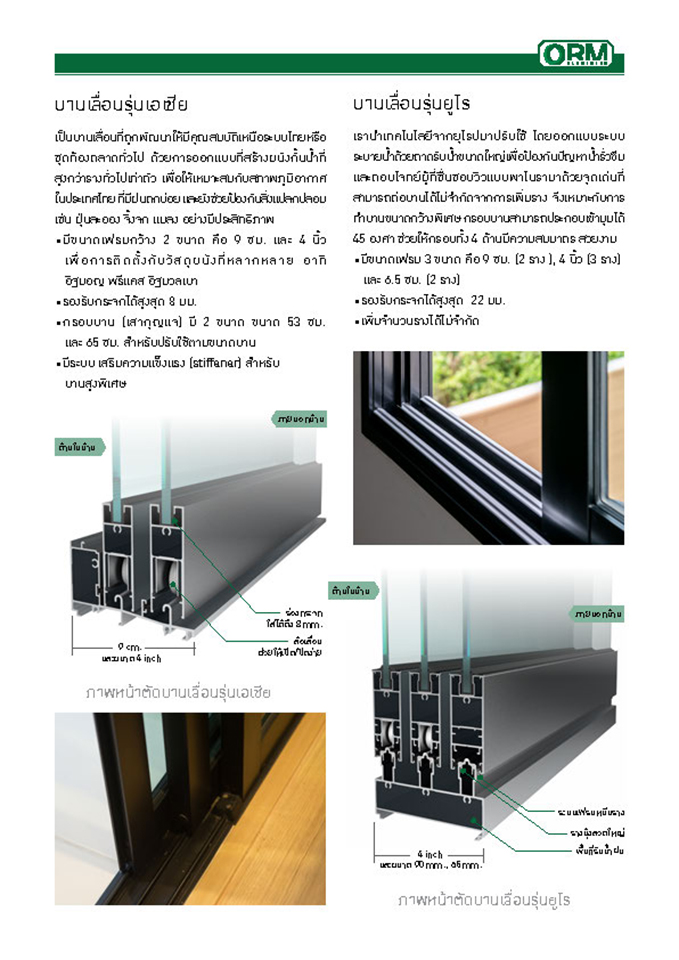 ORM
ALUMINIUM
บานเลื่อนรุ่นเอเซีย
เป็นบานเลื่อนที่ถูกพัฒนาให้มีคุณสมบัติเหนือระบบไทยหรือ
ชุดท้องตลาดทั่วไป ด้วยการออกแบบที่สร้างผนังกั้นน้ำที่
สูงกว่ารางทั่วไปเท่าตัว เพื่อให้เหมาะสมกับสภาพภูมิอากาศ
ในประเทศไทย ที่มีฝนตกบ่อย และยังช่วยป้องกันสิ่งแปลกปลอม
เช่น ฝุ่นละออง จิ้งจก แมลง อย่างมีประสิทธิภาพ
▪มีขนาดเฟรมกว้าง 2 ขนาด คือ 9 ซม. และ 4 นิ้ว
เพื่อการติดตั้งกับวัสดุผนังที่หลากหลาย อาทิ
อิฐมอญ พรีแคส อิฐมวลเบา
▪รองรับกระจกได้สูงสุด 8 มม.
▪กรอบบาน (เสากุญแจ) มี 2 ขนาด ขนาด 53 ซม.
และ 65 ซม. สำหรับปรับใช้ตามขนาดบาน
▪มีระบบ เสริมความแข็งแรง (stiffener) สำหรับ
บานสูงพิเศษ
ภายนอกบ้าน
ด้านในบ้าน
ช่องกระจก
ใส่ได้ถึง 8 mm.
ล้อเลื่อน
ช่วยให้เปิดปิดง่าย
9 cm.
และขนาด 4 inch
ภาพหน้าตัดบานเลื่อนรุ่นเอเซีย
บานเลื่อนรุ่นยูโร
เรานำเทคโนโลยีจากยุโรปมาปรับใช้ โดยออกแบบระบบ
ระบายน้ำด้วยถาดรับน้ำขนาดใหญ่เพื่อป้องกันปัญหาน้ำรั่วซึม
และตอบโจทย์ผู้ที่ชื่นชอบวิวแบบพาโนรามาด้วยจุดเด่นที่
สามารถต่อบานได้ไม่จำกัดจากการเพิ่มราง จึงเหมาะกับการ
ทำบานขนาดกว้างพิเศษ กรอบบานสามารถประกอบเข้ามุมได้
45 องศา ช่วยให้กรอบทั้ง 4 ด้านมีความสมมาตร สวยงาม
▪มีขนาดเฟรม 3 ขนาด คือ 9 ซม. (2 ราง ), 4 นิ้ว (3 ราง)
และ 6.5 ซม. (2 ราง)
▪รองรับกระจกได้สูงสุด 22 มม.
▪เพิ่มจำนวนรางได้ไม่จำกัด
ด้านในบ้าน
ภายนอกบ้าน
ระบบเฟรมหนีบราง
รางมุ้งลวดใหญ่
พื้นที่รับน้ำฝน
4 inch
และขนาด 90 mm., 65 mm.
ภาพหน้าตัดบานเลื่อนรุ่นยูโร